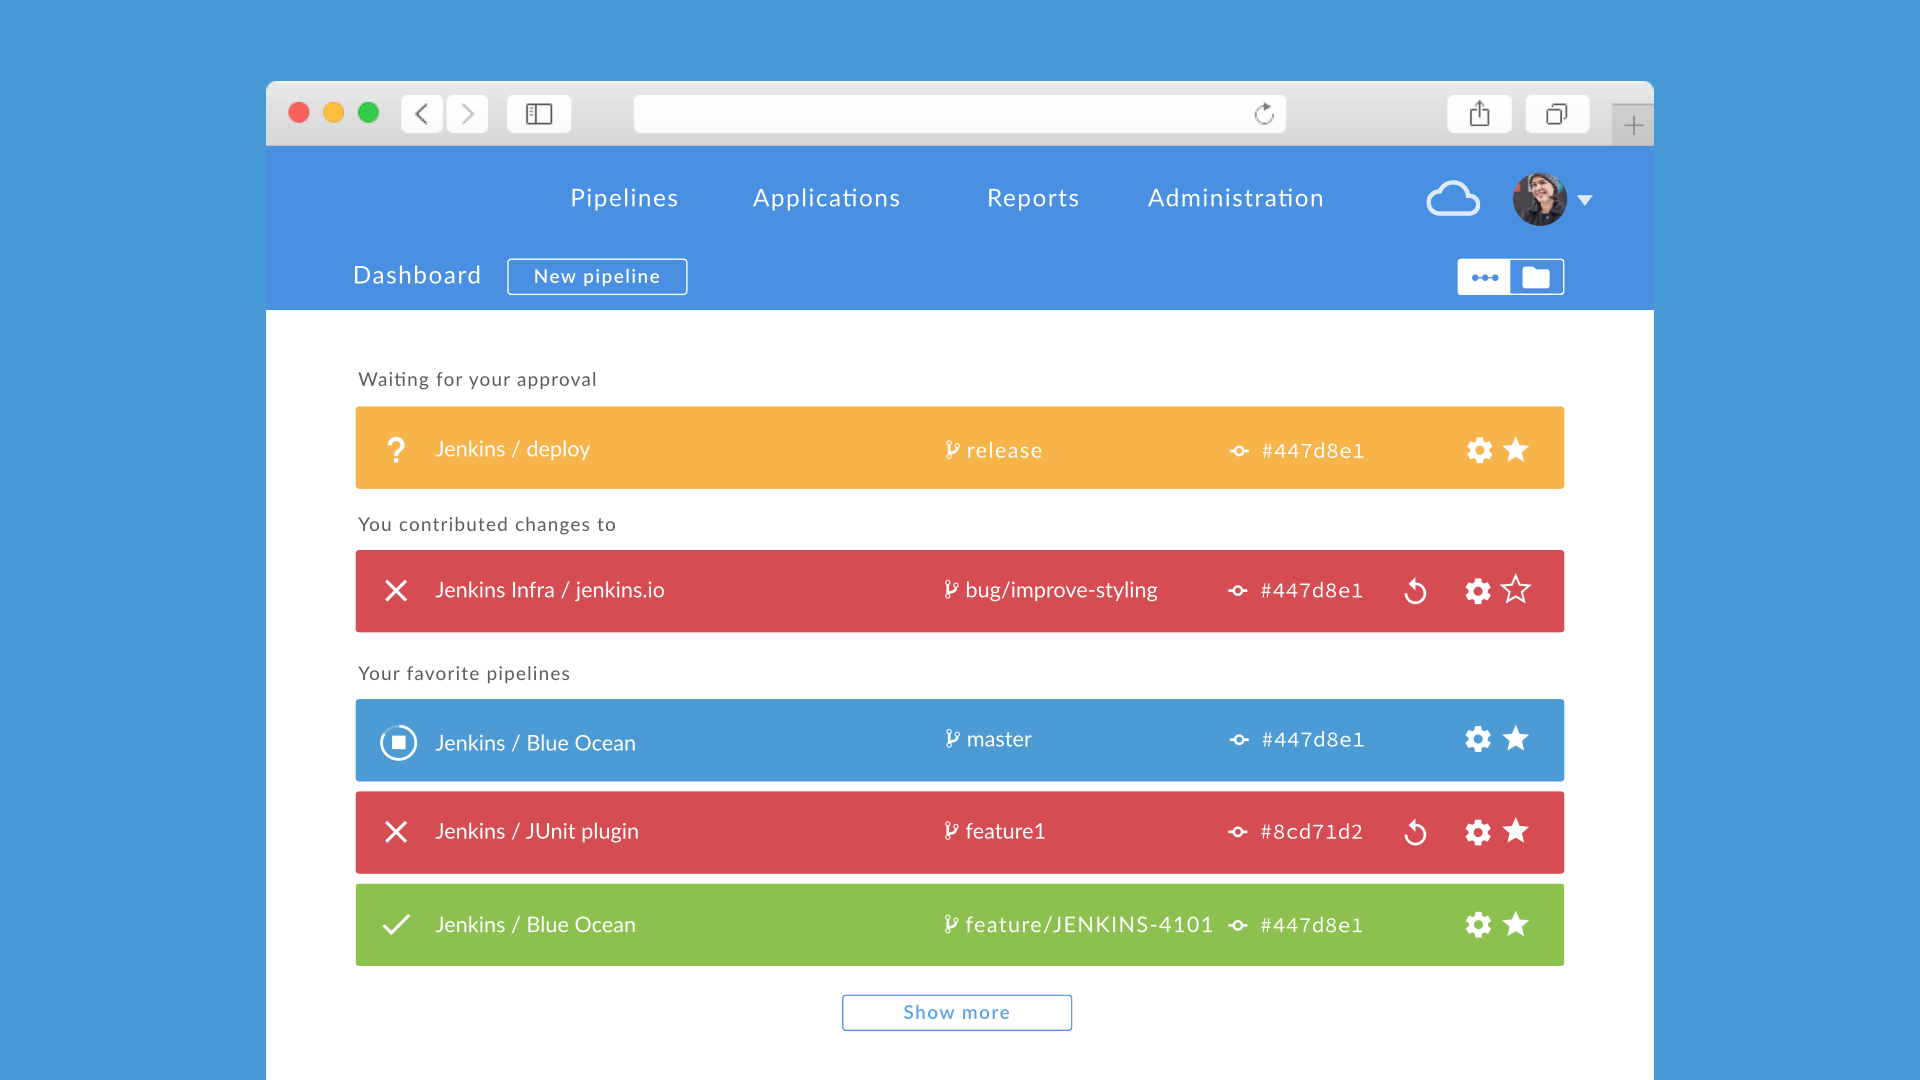 Pipelines Applications Reports Administration
Dashboard New pipeline
Waiting for your approval
? Jenkins / deploy release #447d8e1
You contributed changes to
Jenkins Infra / jenkins.io bug/improve-styling #447d8e1
Your favorite pipelines
Jenkins / Blue Ocean master #447d8e1
Jenkins / JUnit plugin feature1 #8cd71d2
Jenkins / Blue Ocean feature/JENKINS-4101 #447d8e1
Show more